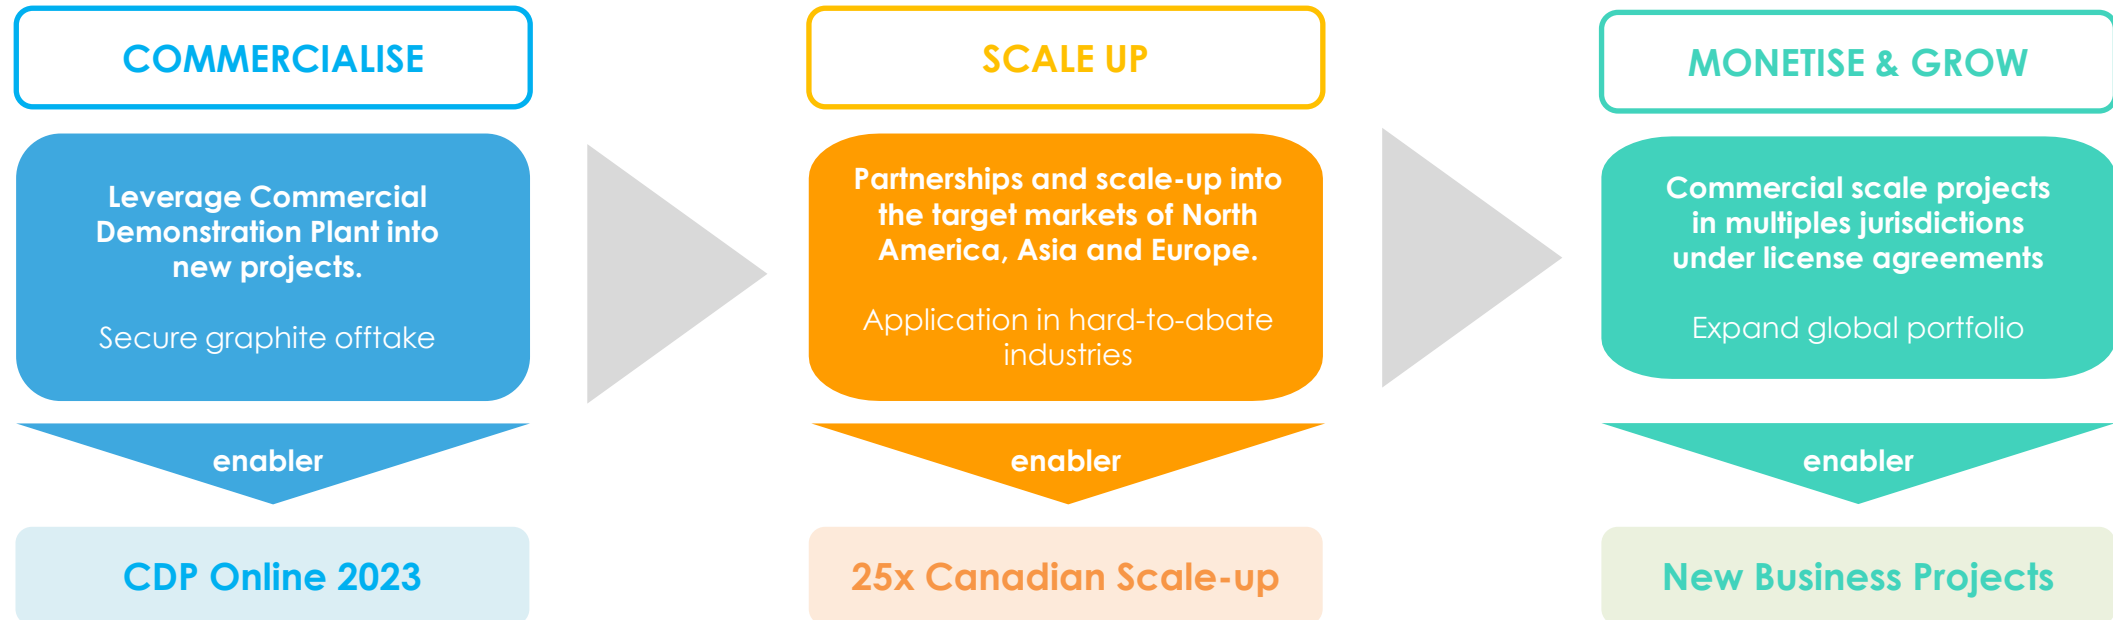 COMMERCIALISE
Leverage Commercial
Demonstration Plant into
new projects.
Secure graphite offtake
enabler
CDP Online 2023
SCALE UP
Partnerships and scale-up into
the target markets of North
America, Asia and Europe.
Application in hard-to-abate
industries
enabler
25x Canadian Scale-up
MONETISE & GROW
Commercial scale projects
in multiples jurisdictions
under license agreements
Expand global portfolio
enabler
New Business Projects